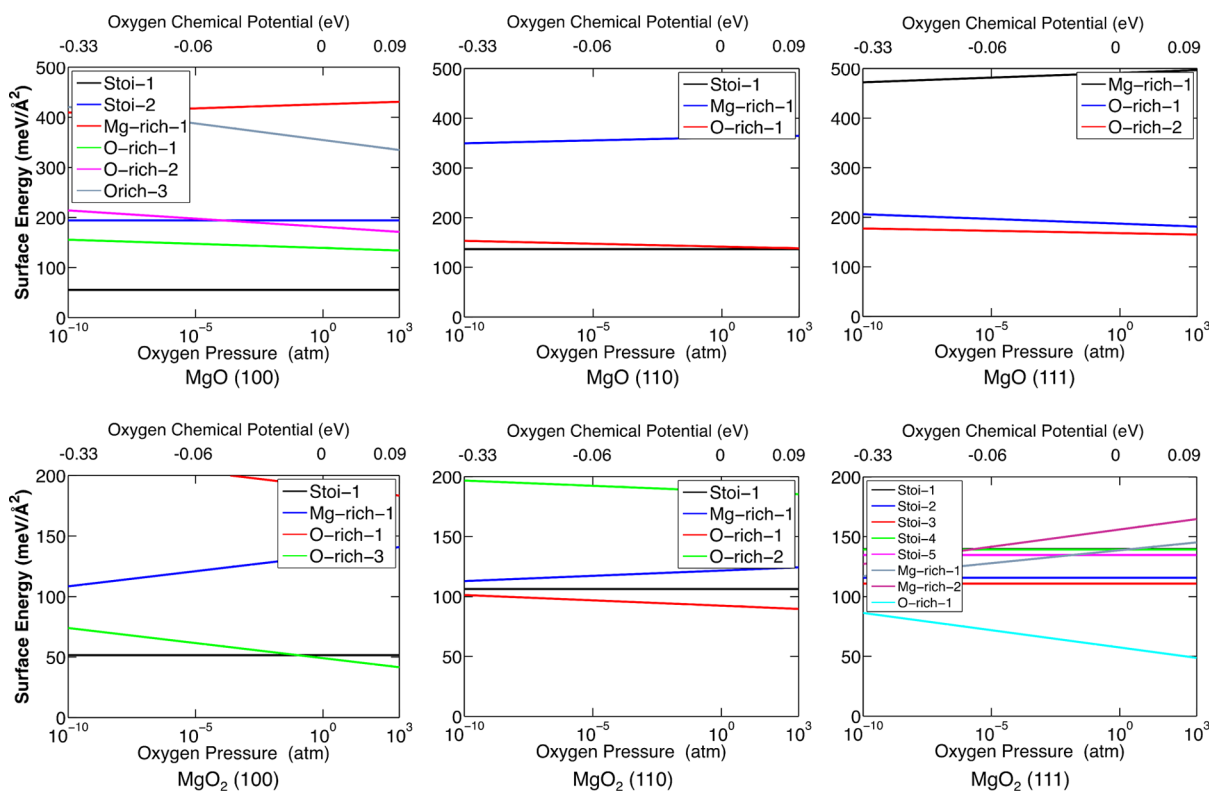 Oxygen Chemical Potential (eV)
-0.33 -0.06 0 0.09
Surface Energy (meV/Å²)
500
400
300
200
100
0
Stoi-1
Stoi-2
Mg-rich-1
O-rich-1
O-rich-2
Orich-3
10⁻¹⁰ 10⁻⁵ 10⁰ 10³
Oxygen Pressure (atm)
MgO (100)
Oxygen Chemical Potential (eV)
-0.33 -0.06 0 0.09
500
400
300
200
100
0
Stoi-1
Mg-rich-1
O-rich-1
10⁻¹⁰ 10⁻⁵ 10⁰ 10³
Oxygen Pressure (atm)
MgO (110)
Oxygen Chemical Potential (eV)
-0.33 -0.06 0 0.09
500
400
300
200
100
0
Mg-rich-1
O-rich-1
O-rich-2
10⁻¹⁰ 10⁻⁵ 10⁰ 10³
Oxygen Pressure (atm)
MgO (111)
Oxygen Chemical Potential (eV)
-0.33 -0.06 0 0.09
Surface Energy (meV/Å²)
200
150
100
50
0
Stoi-1
Mg-rich-1
O-rich-1
O-rich-3
10⁻¹⁰ 10⁻⁵ 10⁰ 10³
Oxygen Pressure (atm)
MgO₂ (100)
Oxygen Chemical Potential (eV)
-0.33 -0.06 0 0.09
200
150
100
50
0
Stoi-1
Mg-rich-1
O-rich-1
O-rich-2
10⁻¹⁰ 10⁻⁵ 10⁰ 10³
Oxygen Pressure (atm)
MgO₂ (110)
Oxygen Chemical Potential (eV)
-0.33 -0.06 0 0.09
200
150
100
50
0
Stoi-1
Stoi-2
Stoi-3
Stoi-4
Stoi-5
Mg-rich-1
Mg-rich-2
O-rich-1
10⁻¹⁰ 10⁻⁵ 10⁰ 10³
Oxygen Pressure (atm)
MgO₂ (111)